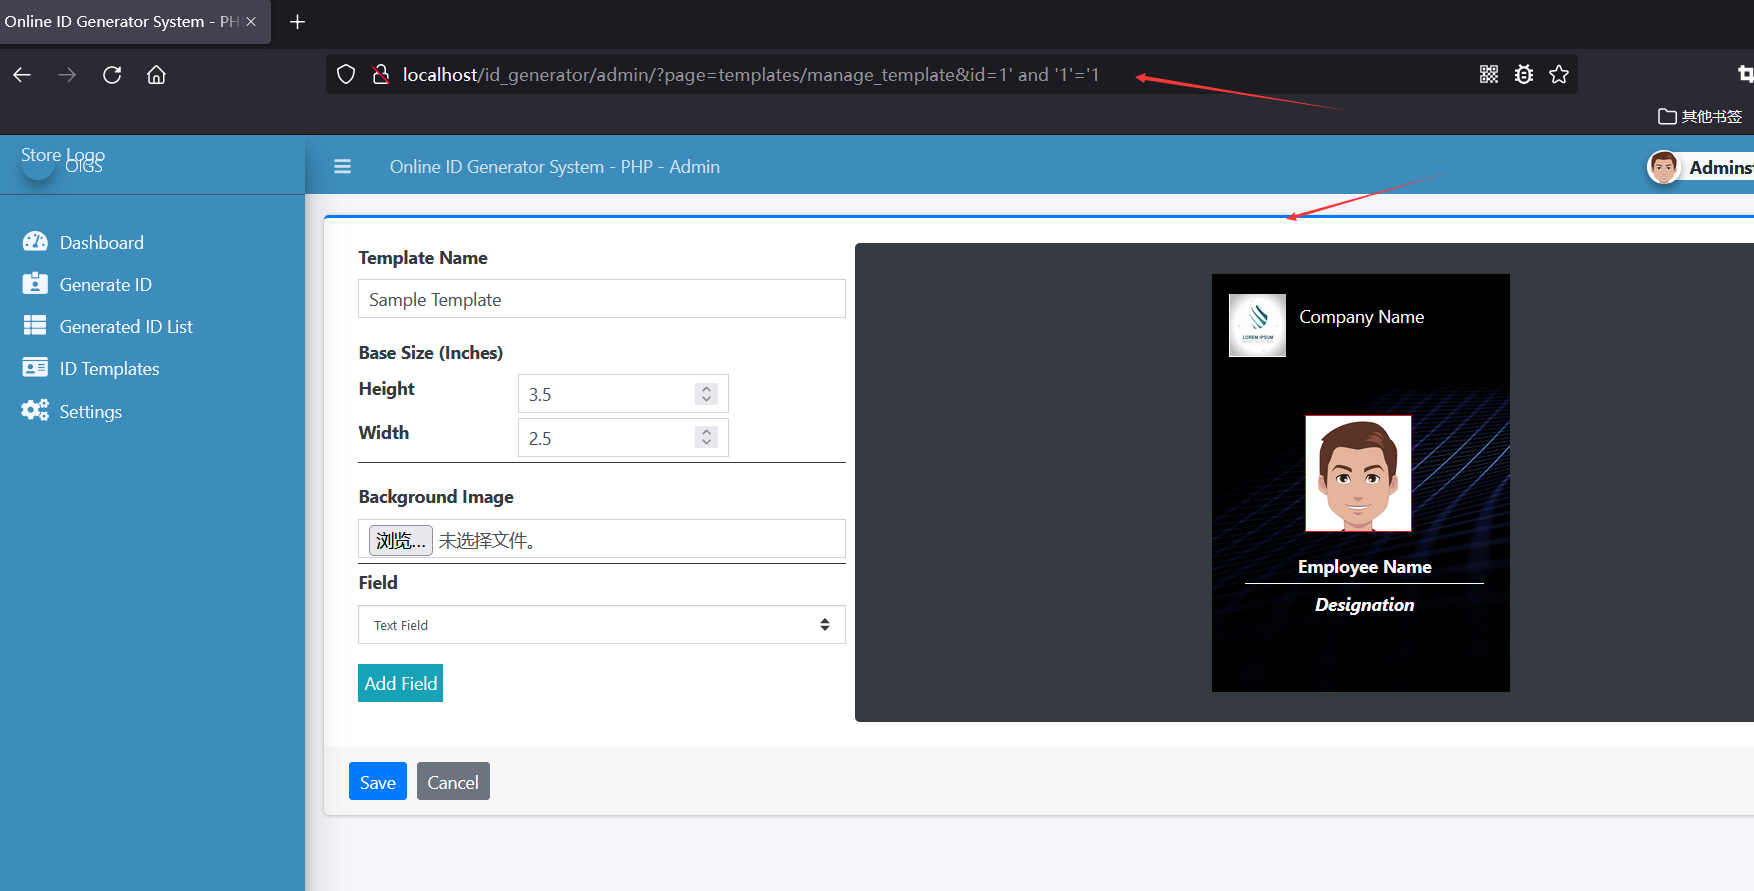 Online ID Generator System - PH
localhost/id_generator/admin/?page=templates/manage_template&id=1' and '1'='1
其他书签
Store Logo
OIGS
Online ID Generator System - PHP - Admin
Adminst
Dashboard
Generate ID
Generated ID List
ID Templates
Settings
Template Name
Sample Template
Base Size (Inches)
Height
3.5
Width
2.5
Background Image
浏览... 未选择文件。
Field
Text Field
Add Field
Save Cancel
LOREM IPSUM
Company Name
Employee Name
Designation